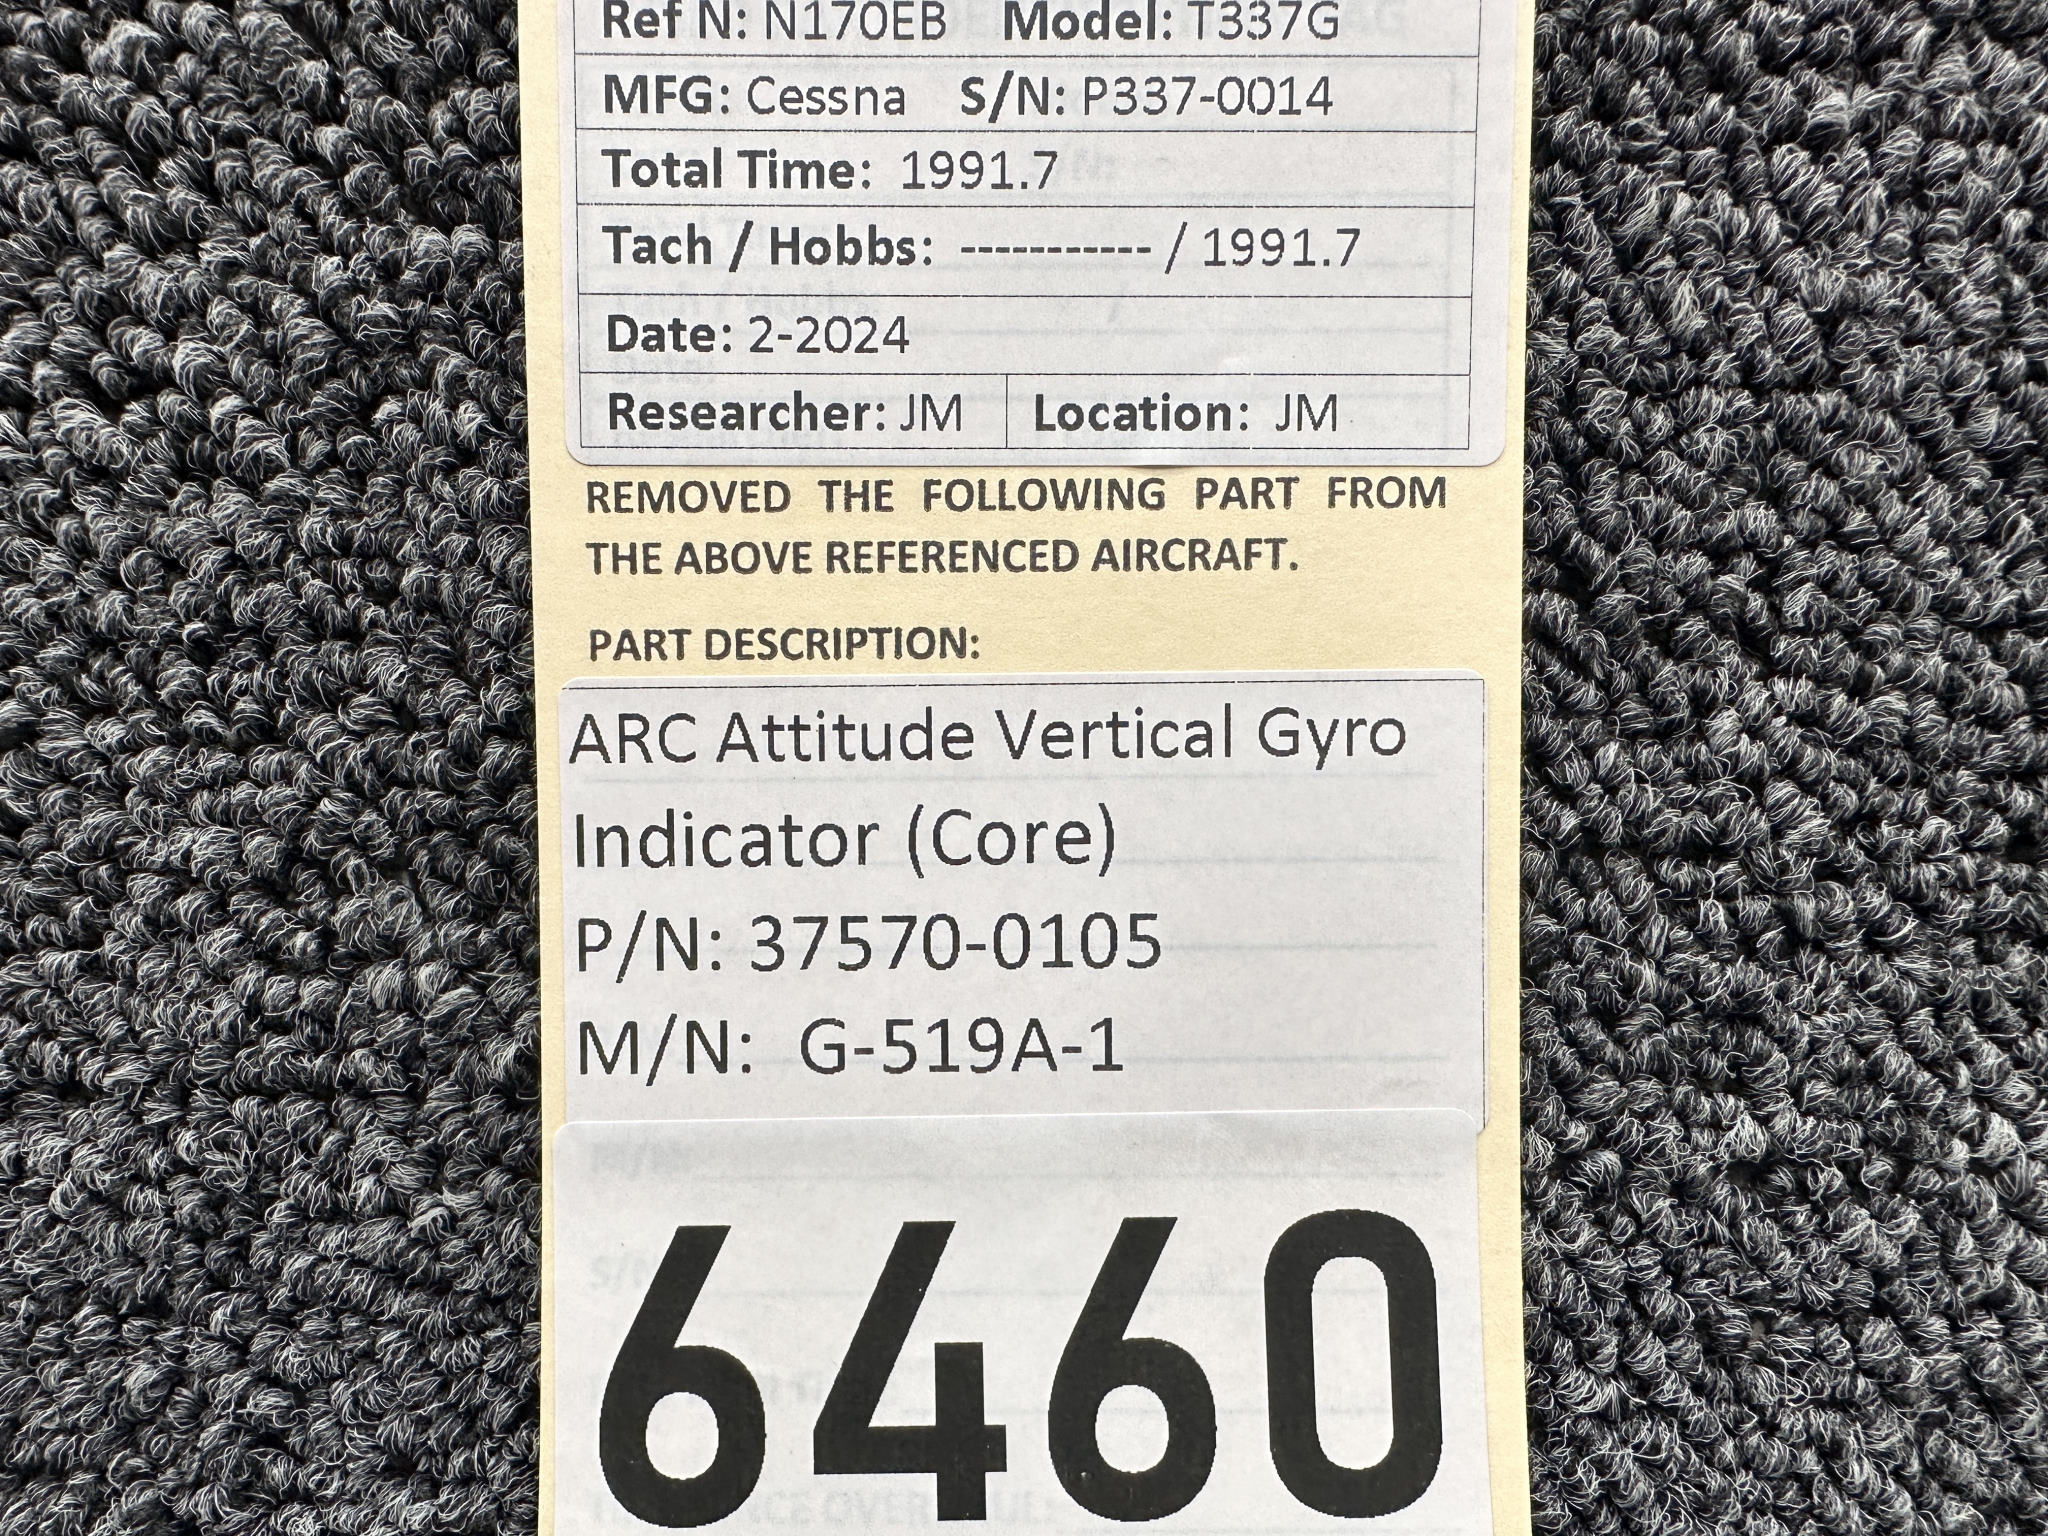 Ref N: N170EB Model: T337G
MFG: Cessna S/N: P337-0014
Total Time: 1991.7
Tach / Hobbs: ----------- / 1991.7
Date: 2-2024
Researcher: JM Location: JM
REMOVED THE FOLLOWING PART FROM
THE ABOVE REFERENCED AIRCRAFT.
PART DESCRIPTION:
ARC Attitude Vertical Gyro
Indicator (Core)
P/N: 37570-0105
M/N: G-519A-1
6460